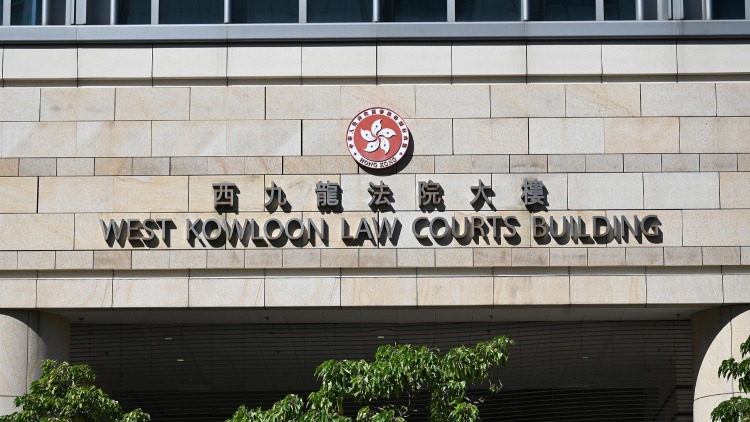 HONG KONG
西九龍法院大樓
WEST KOWLOON LAW COURTS BUILDING